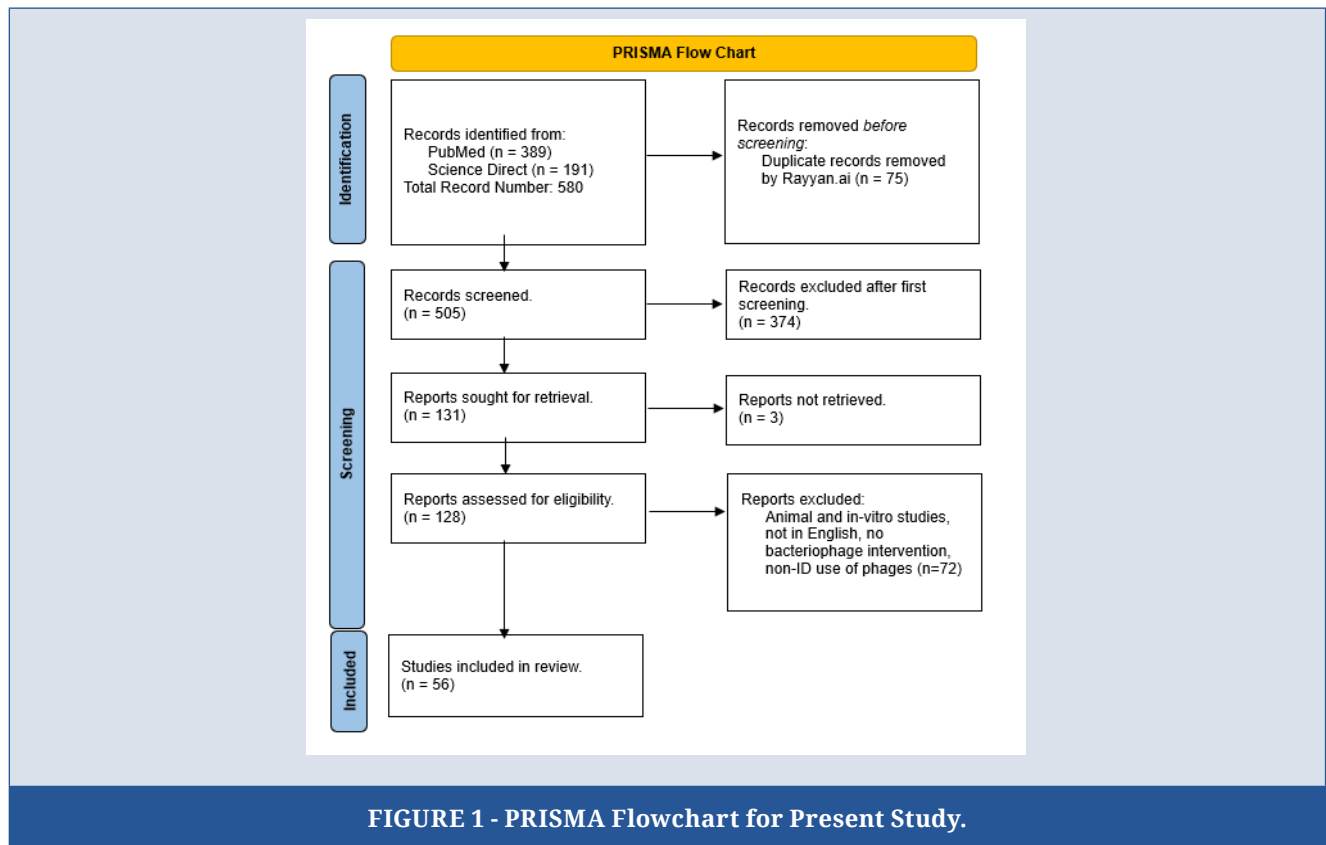 PRISMA Flow Chart
Identification
Records identified from:
PubMed (n = 389)
Science Direct (n = 191)
Total Record Number: 580
Records removed before
screening:
Duplicate records removed
by Rayyan.ai (n = 75)
Screening
Records screened.
(n = 505)
Records excluded after first
screening.
(n = 374)
Reports sought for retrieval.
(n = 131)
Reports not retrieved.
(n = 3)
Reports assessed for eligibility.
(n = 128)
Reports excluded:
Animal and in-vitro studies,
not in English, no
bacteriophage intervention,
non-ID use of phages (n=72)
Included
Studies included in review.
(n = 56)
FIGURE 1 - PRISMA Flowchart for Present Study.